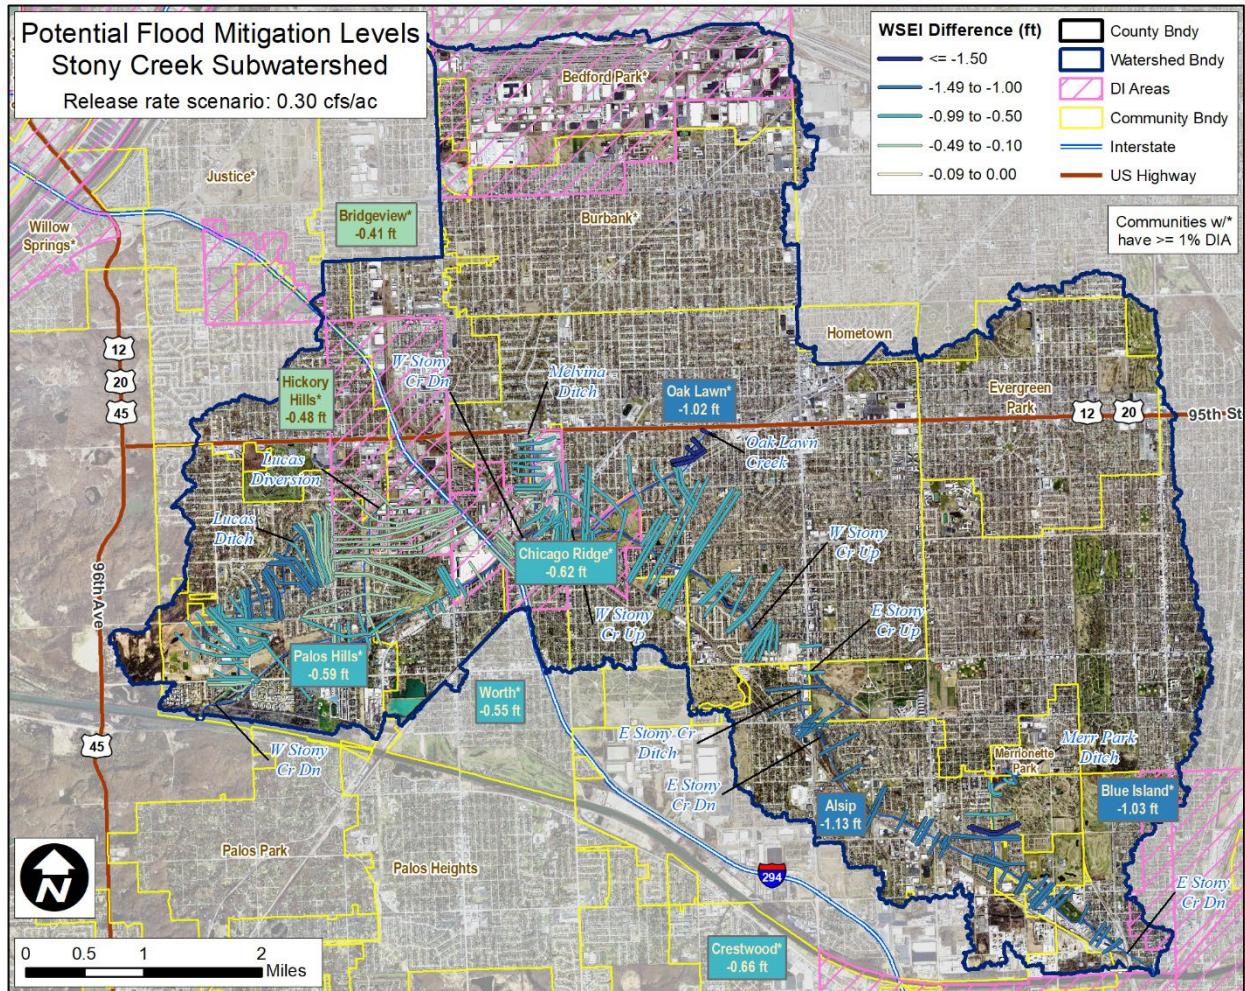 Potential Flood Mitigation Levels
Stony Creek Subwatershed
Release rate scenario: 0.30 cfs/ac
WSEl Difference (ft)
<= -1.50
-1.49 to -1.00
-0.99 to -0.50
-0.49 to -0.10
-0.09 to 0.00
County Bndy
Watershed Bndy
DI Areas
Community Bndy
Interstate
US Highway
Communities w/*
have >= 1% DIA
Bedford Park*
Justice*
Willow
Springs*
Bridgeview*
-0.41 ft
Burbank*
Hometown
12
20
45
W Stony
Cr Dn
Melvina
Ditch
Hickory
Hills*
-0.48 ft
Oak Lawn*
-1.02 ft
Evergreen
Park
12
20
95th St
Oak Lawn
Creek
Lucas
Diversion
Lucas
Ditch
96th Ave
Chicago Ridge*
-0.62 ft
W Stony
Cr Up
W Stony
Cr Up
E Stony
Cr Up
Palos Hills*
-0.59 ft
Worth*
-0.55 ft
45
W Stony
Cr Dn
E Stony Cr
Ditch
E Stony
Cr Dn
Merrionette
Park
Merr Park
Ditch
Alsip
-1.13 ft
Blue Island*
-1.03 ft
Palos Park
Palos Heights
294
E Stony
Cr Dn
Crestwood*
-0.66 ft
N
0 0.5 1 2
Miles